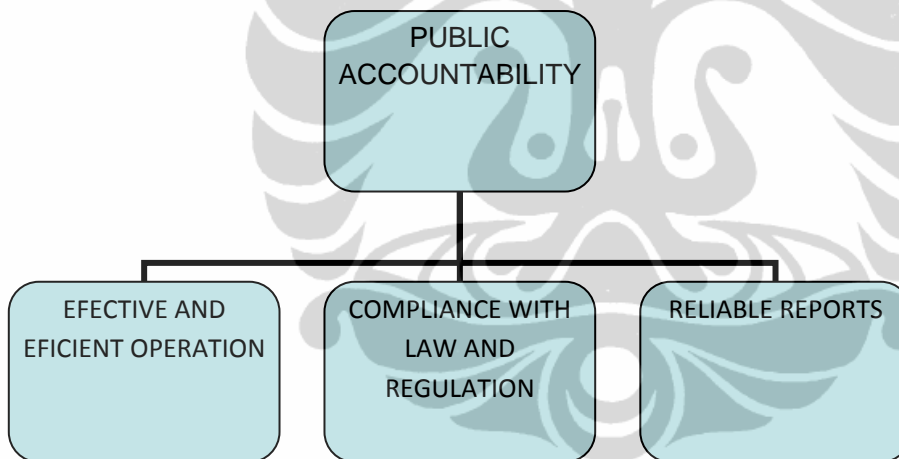 PUBLIC
ACCOUNTABILITY
EFECTIVE AND
EFICIENT OPERATION
COMPLIANCE WITH
LAW AND
REGULATION
RELIABLE REPORTS